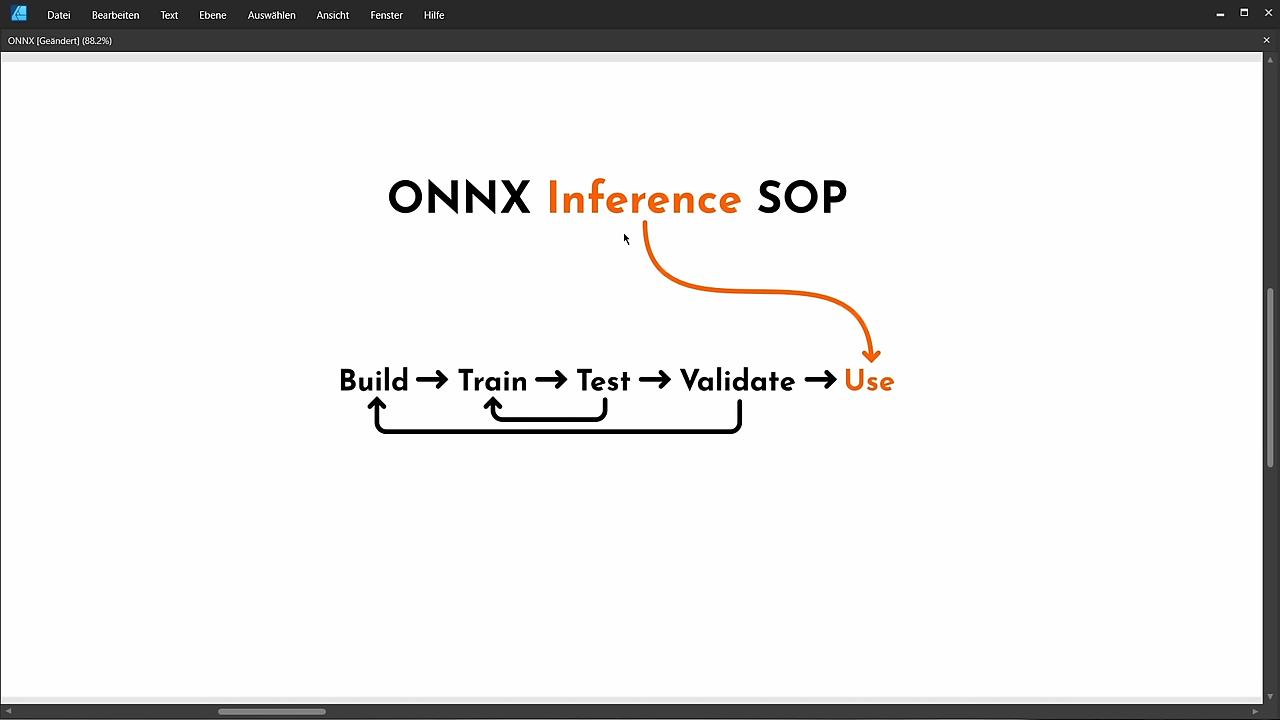 Datei Bearbeiten Text Ebene Auswählen Ansicht Fenster Hilfe
ONNX [Geändert] (88.2%)
ONNX Inference SOP
Build → Train → Test → Validate → Use